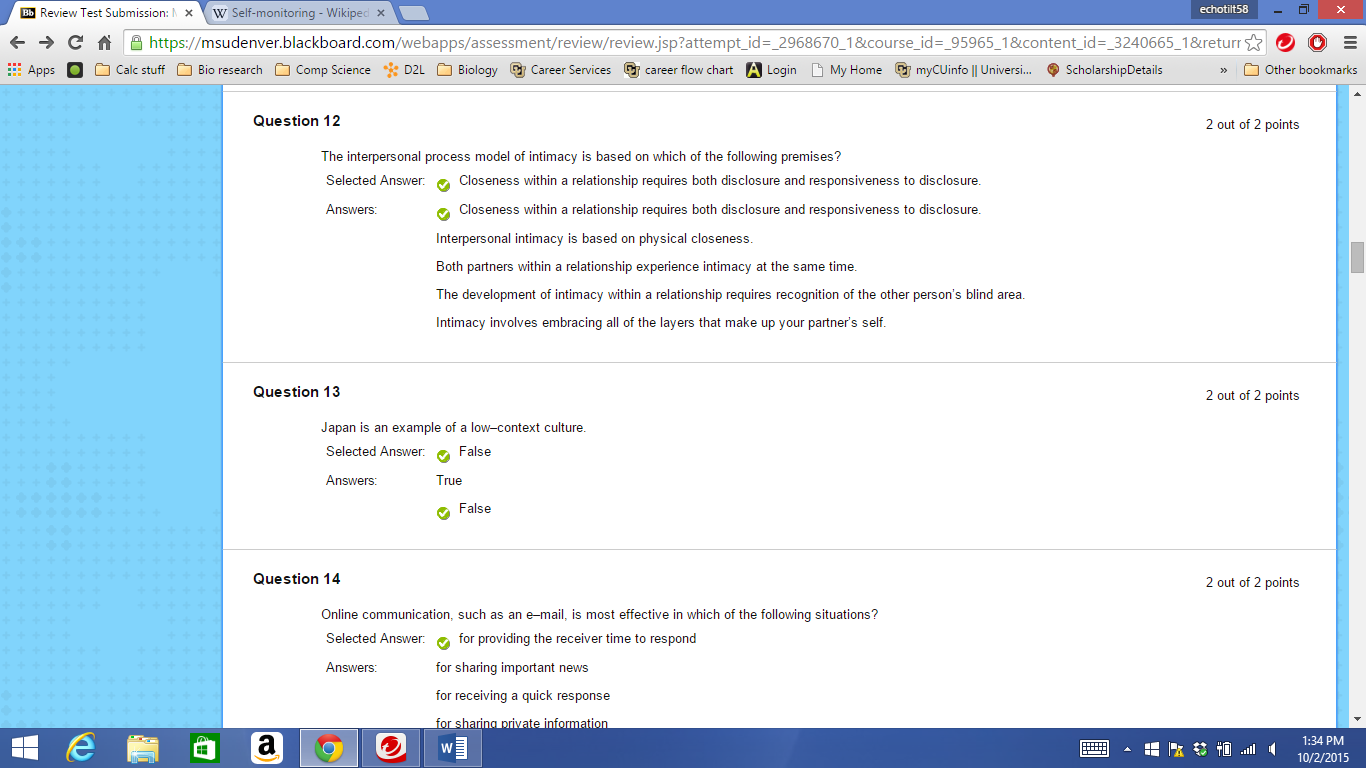 Review Test Submission: M
Self-monitoring - Wikiped
echotilt58
https://msudenver.blackboard.com/webapps/assessment/review/review.jsp?attempt_id=_2968670_1&course_id=_95965_1&content_id=_3240665_1&return
Apps Calc stuff Bio research Comp Science D2L Biology Career Services career flow chart Login My Home myCUinfo || Universi... ScholarshipDetails » Other bookmarks
Question 12
2 out of 2 points
The interpersonal process model of intimacy is based on which of the following premises?
Selected Answer: Closeness within a relationship requires both disclosure and responsiveness to disclosure.
Answers: Closeness within a relationship requires both disclosure and responsiveness to disclosure.
Interpersonal intimacy is based on physical closeness.
Both partners within a relationship experience intimacy at the same time.
The development of intimacy within a relationship requires recognition of the other person's blind area.
Intimacy involves embracing all of the layers that make up your partner's self.
Question 13
2 out of 2 points
Japan is an example of a low–context culture.
Selected Answer: False
Answers: True
False
Question 14
2 out of 2 points
Online communication, such as an e–mail, is most effective in which of the following situations?
Selected Answer: for providing the receiver time to respond
Answers: for sharing important news
for receiving a quick response
for sharing private information
1:34 PM
10/2/2015